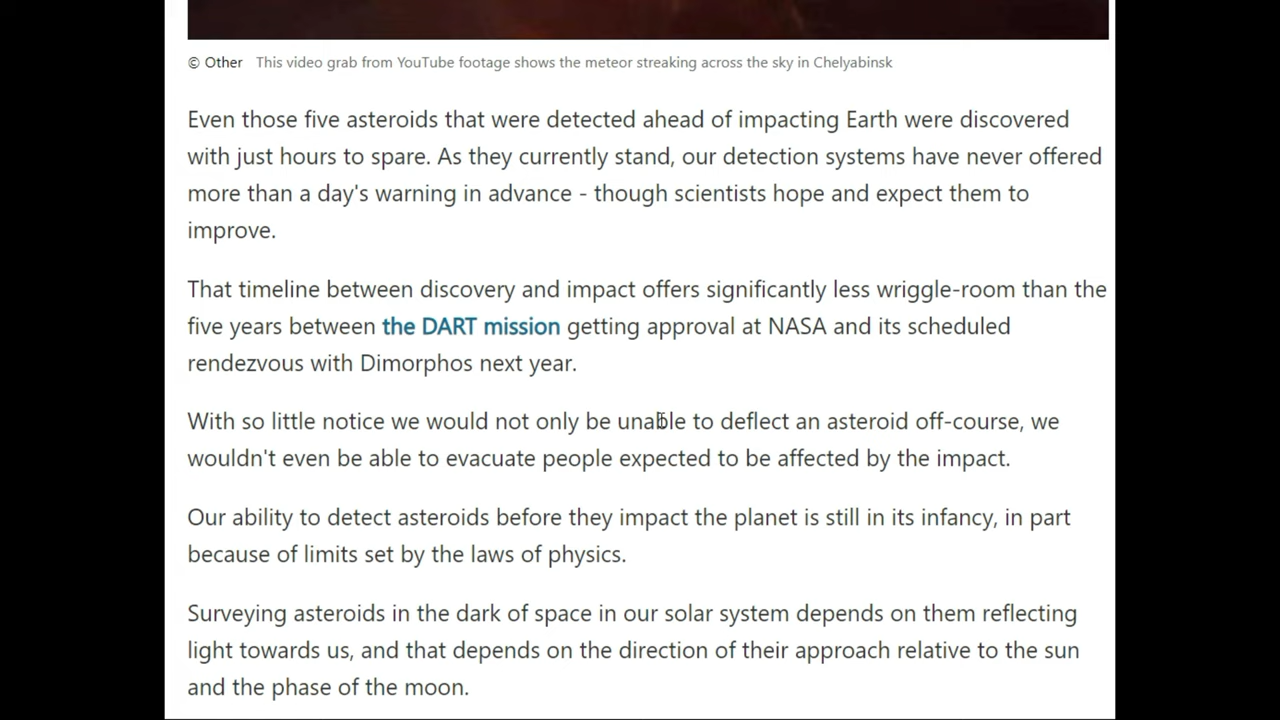 © Other This video grab from YouTube footage shows the meteor streaking across the sky in Chelyabinsk
Even those five asteroids that were detected ahead of impacting Earth were discovered
with just hours to spare. As they currently stand, our detection systems have never offered
more than a day's warning in advance - though scientists hope and expect them to
improve.
That timeline between discovery and impact offers significantly less wriggle-room than the
five years between the DART mission getting approval at NASA and its scheduled
rendezvous with Dimorphos next year.
With so little notice we would not only be unable to deflect an asteroid off-course, we
wouldn't even be able to evacuate people expected to be affected by the impact.
Our ability to detect asteroids before they impact the planet is still in its infancy, in part
because of limits set by the laws of physics.
Surveying asteroids in the dark of space in our solar system depends on them reflecting
light towards us, and that depends on the direction of their approach relative to the sun
and the phase of the moon.